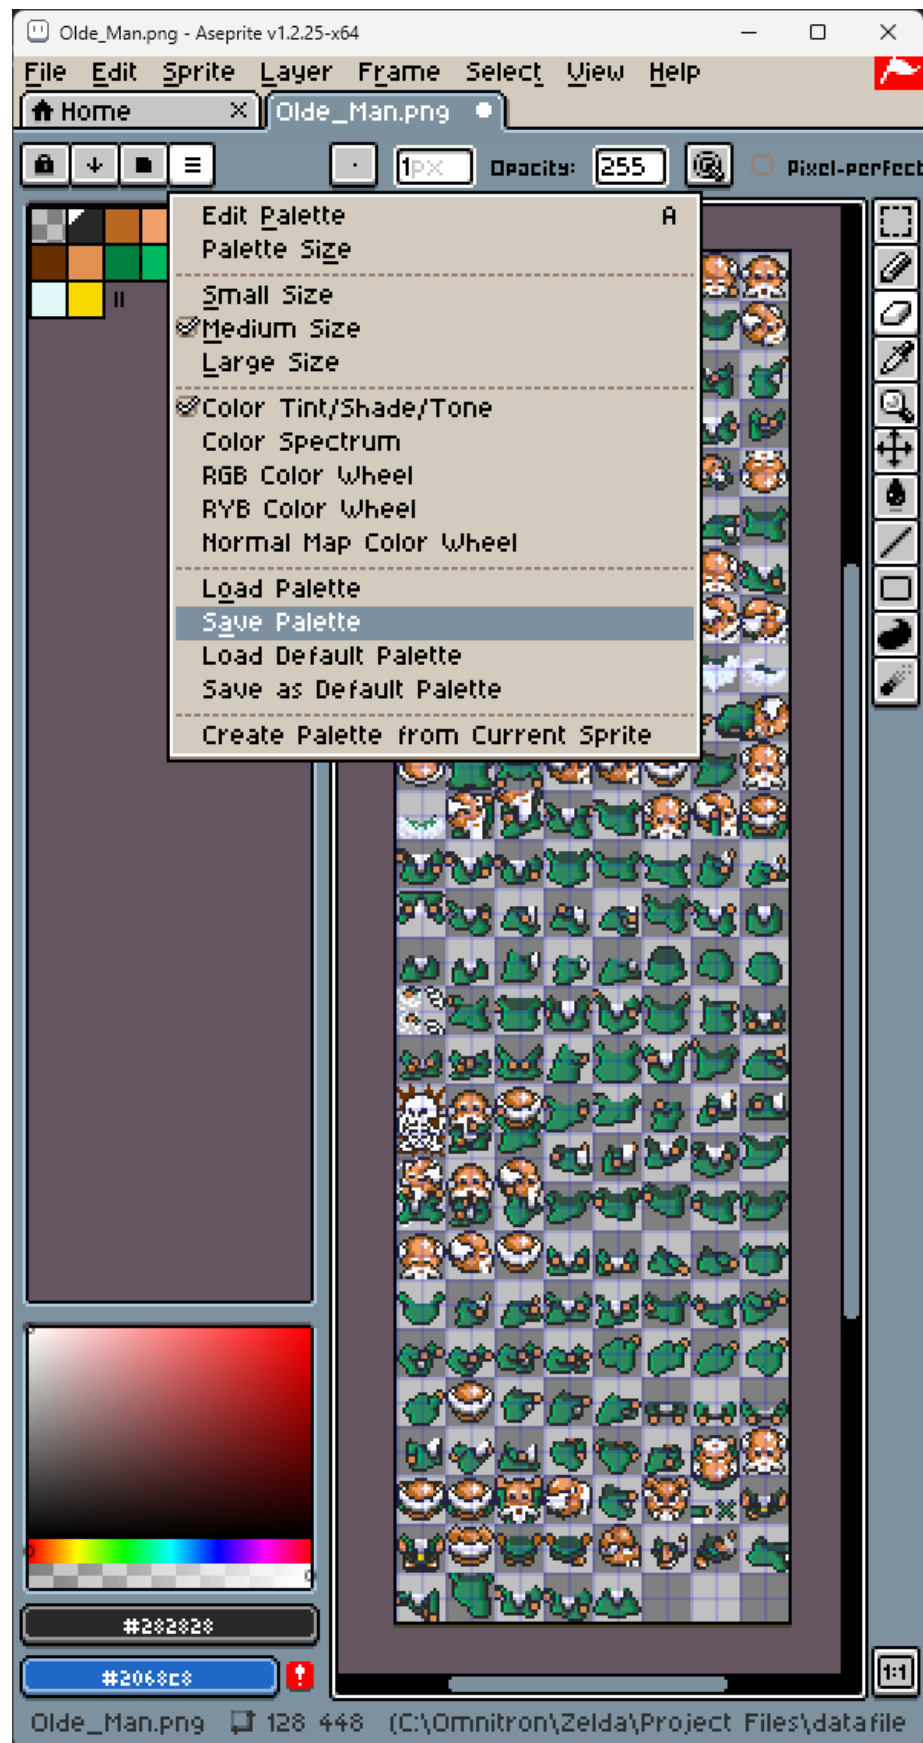 Olde_Man.png - Aseprite v1.2.25-x64
File Edit Sprite Layer Frame Select View Help
Home Olde_Man.png
1px Opacity: 255 Pixel-perfect
Edit Palette A
Palette Size
Small Size
Medium Size
Large Size
Color Tint/Shade/Tone
Color Spectrum
RGB Color Wheel
RYB Color Wheel
Normal Map Color Wheel
Load Palette
Save Palette
Load Default Palette
Save as Default Palette
Create Palette from Current Sprite
#282828
#2068c8
1:1
Olde_Man.png 128 448 (C:\Omnitron\Zelda\Project Files\datafile